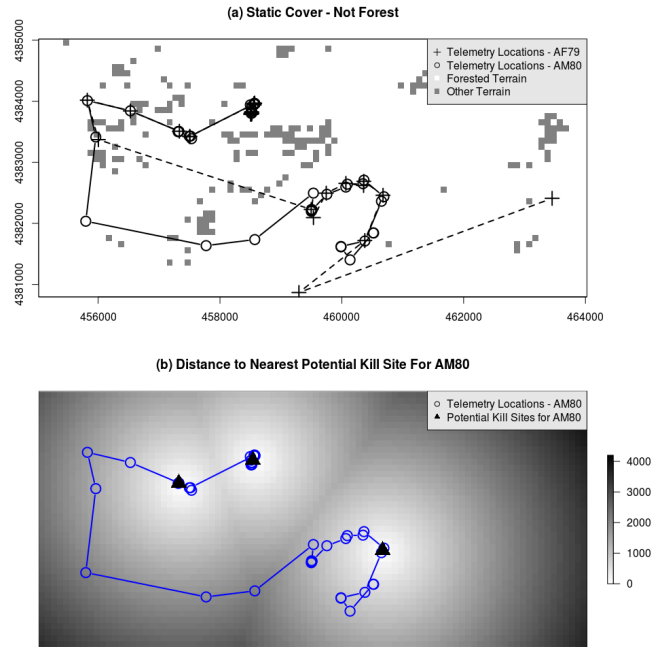 (a) Static Cover - Not Forest
4385000
4384000
4383000
4382000
4381000
Telemetry Locations - AF79
Telemetry Locations - AM80
Forested Terrain
Other Terrain
456000 458000 460000 462000 464000
(b) Distance to Nearest Potential Kill Site For AM80
Telemetry Locations - AM80
Potential Kill Sites for AM80
4000
3000
2000
1000
0